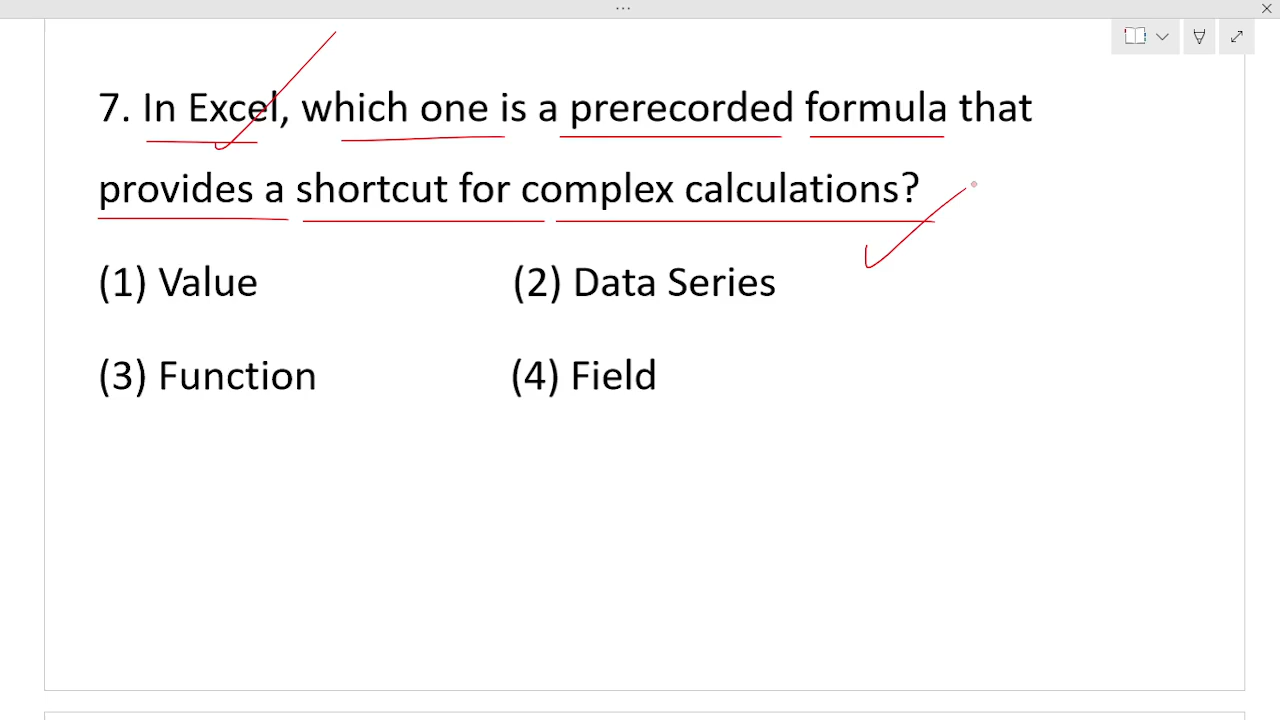 7. In Excel, which one is a prerecorded formula that
provides a shortcut for complex calculations?
(1) Value (2) Data Series
(3) Function (4) Field